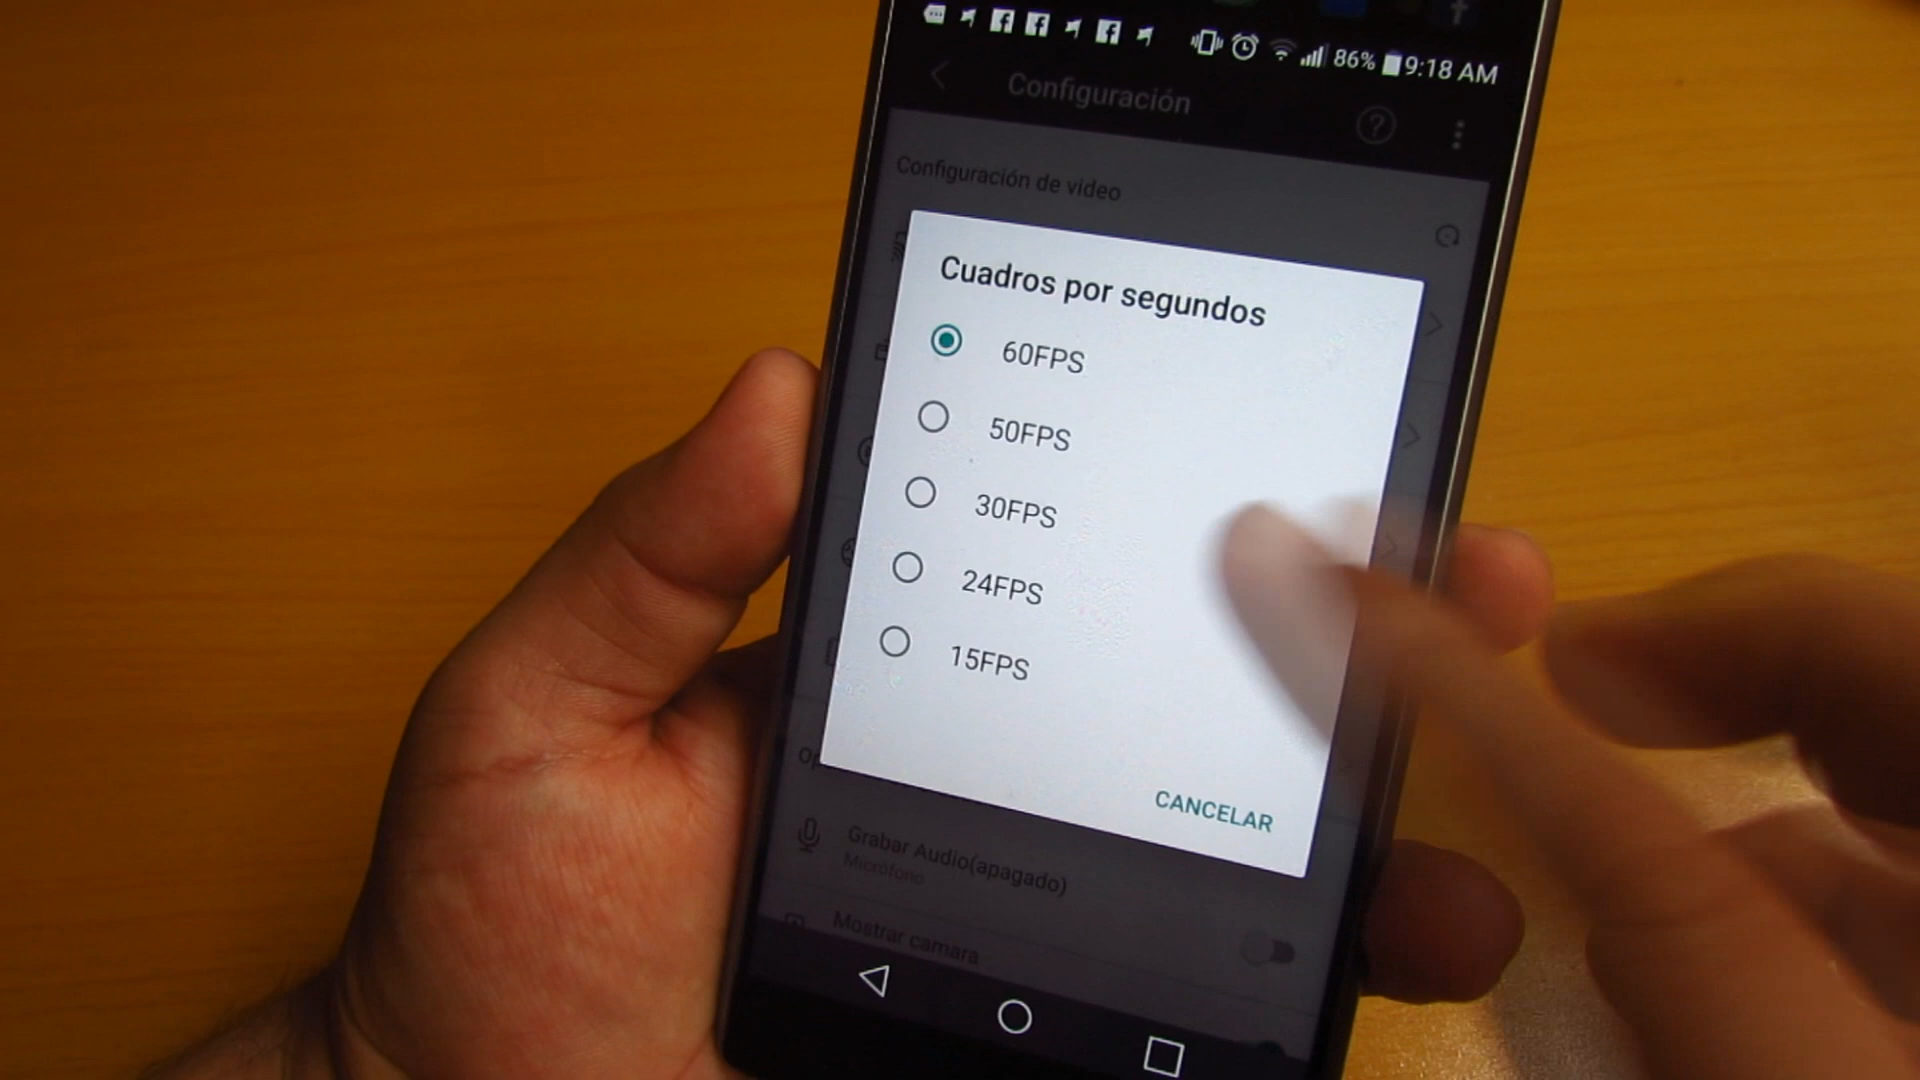 86% 9:18 AM
Configuración
Configuración de video
Cuadros por segundos
60FPS
50FPS
30FPS
24FPS
15FPS
CANCELAR
Grabar Audio(apagado)
Micrófono
Mostrar camara